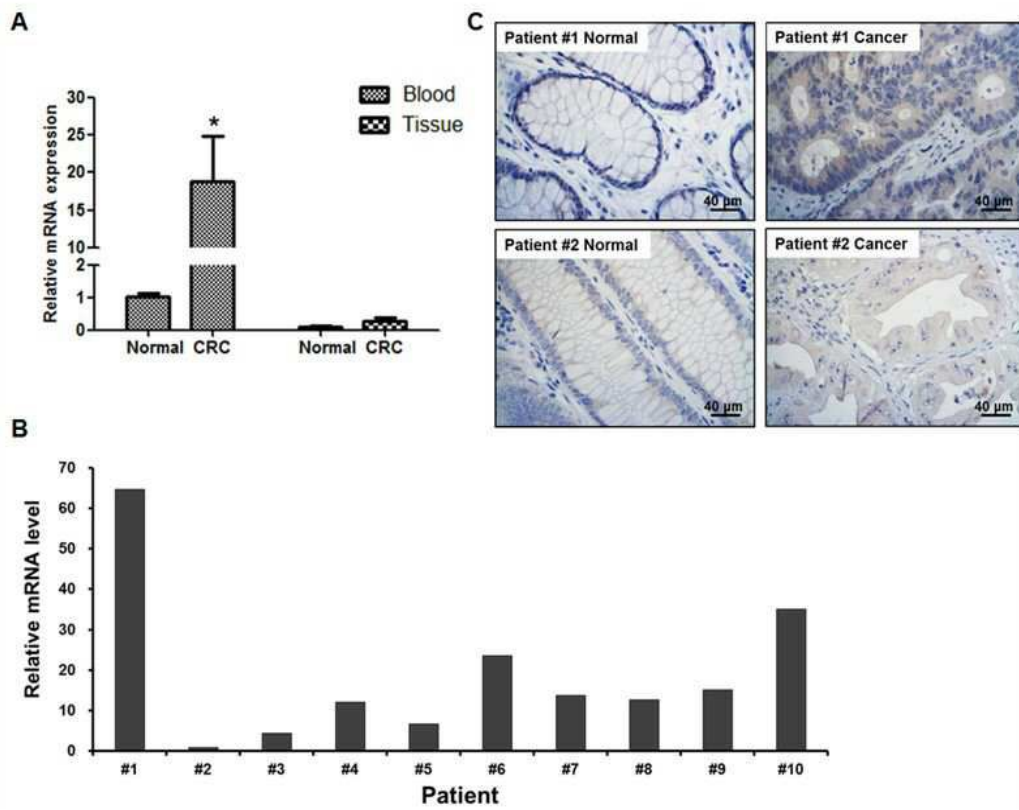 A
Relative mRNA expression
30
25
20
15
10
2
1
0
*
Blood
Tissue
Normal CRC
Normal CRC
C
Patient #1 Normal
40 µm
Patient #1 Cancer
40 µm
Patient #2 Normal
40 µm
Patient #2 Cancer
40 µm
B
Relative mRNA level
70
60
50
40
30
20
10
0
#1 #2 #3 #4 #5 #6 #7 #8 #9 #10
Patient